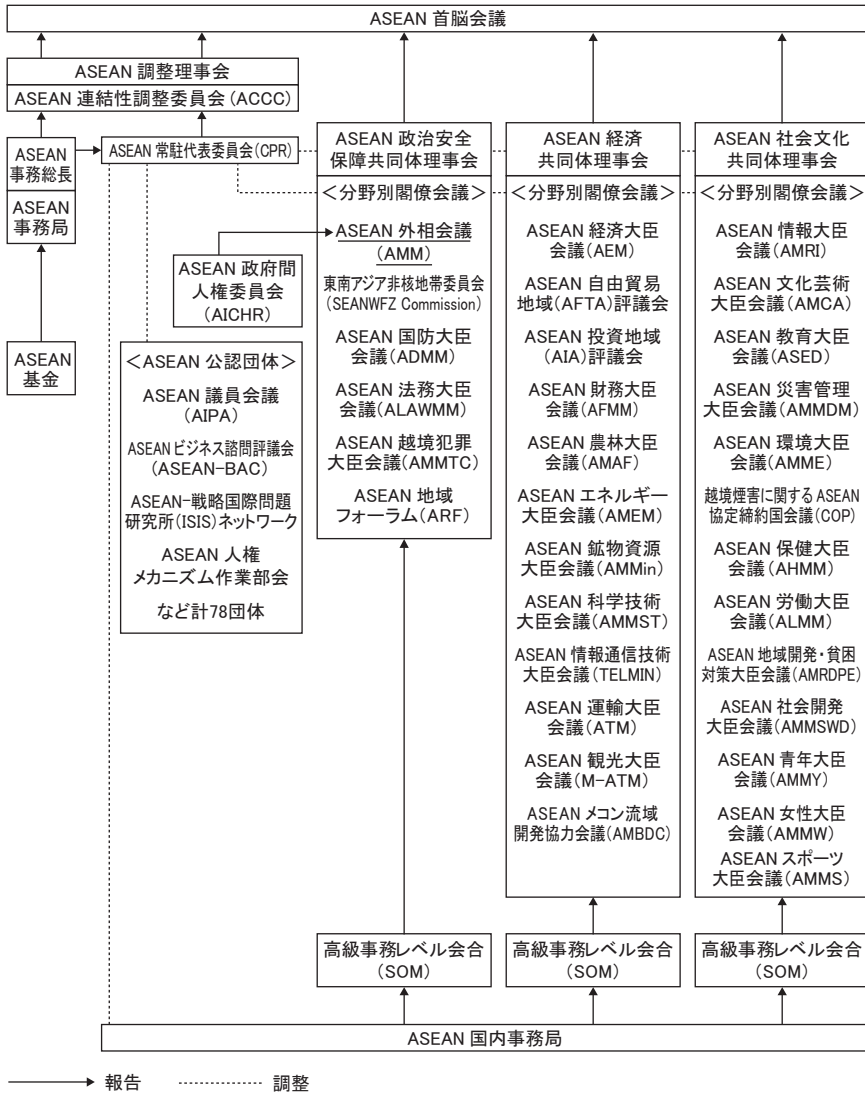 ASEAN 首脳会議
ASEAN 調整理事会
ASEAN 連結性調整委員会(ACCC)
ASEAN
事務総長
ASEAN
事務局
ASEAN
基金
ASEAN 常駐代表委員会(CPR)
ASEAN 政府間
人権委員会
(AICHR)
<ASEAN 公認団体>
ASEAN 議員会議
(AIPA)
ASEAN ビジネス諮問評議会
(ASEAN-BAC)
ASEAN-戦略国際問題
研究所(ISIS)ネットワーク
ASEAN 人権
メカニズム作業部会
など計78団体
ASEAN 政治安全
保障共同体理事会
<分野別閣僚会議>
ASEAN 外相会議
(AMM)
東南アジア非核地帯委員会
(SEANWFZ Commission)
ASEAN 国防大臣
会議(ADMM)
ASEAN 法務大臣
会議(ALAWMM)
ASEAN 越境犯罪
大臣会議(AMMTC)
ASEAN 地域
フォーラム(ARF)
高級事務レベル会合
(SOM)
ASEAN 経済
共同体理事会
<分野別閣僚会議>
ASEAN 経済大臣
会議(AEM)
ASEAN 自由貿易
地域(AFTA)評議会
ASEAN 投資地域
(AIA)評議会
ASEAN 財務大臣
会議(AFMM)
ASEAN 農林大臣
会議(AMAF)
ASEAN エネルギー
大臣会議(AMEM)
ASEAN 鉱物資源
大臣会議(AMMin)
ASEAN 科学技術
大臣会議(AMMST)
ASEAN 情報通信技術
大臣会議(TELMIN)
ASEAN 運輸大臣
会議(ATM)
ASEAN 観光大臣
会議(M-ATM)
ASEAN メコン流域
開発協力会議(AMBDC)
高級事務レベル会合
(SOM)
ASEAN 社会文化
共同体理事会
<分野別閣僚会議>
ASEAN 情報大臣
会議(AMRI)
ASEAN 文化芸術
大臣会議(AMCA)
ASEAN 教育大臣
会議(ASED)
ASEAN 災害管理
大臣会議(AMMDM)
ASEAN 環境大臣
会議(AMME)
越境煙害に関するASEAN
協定締約国会議(COP)
ASEAN 保健大臣
会議(AHMM)
ASEAN 労働大臣
会議(ALMM)
ASEAN 地域開発・貧困
対策大臣会議(AMRDPE)
ASEAN 社会開発
大臣会議(AMMSWD)
ASEAN 青年大臣
会議(AMMY)
ASEAN 女性大臣
会議(AMMW)
ASEAN スポーツ
大臣会議(AMMS)
高級事務レベル会合
(SOM)
ASEAN 国内事務局
報告
調整